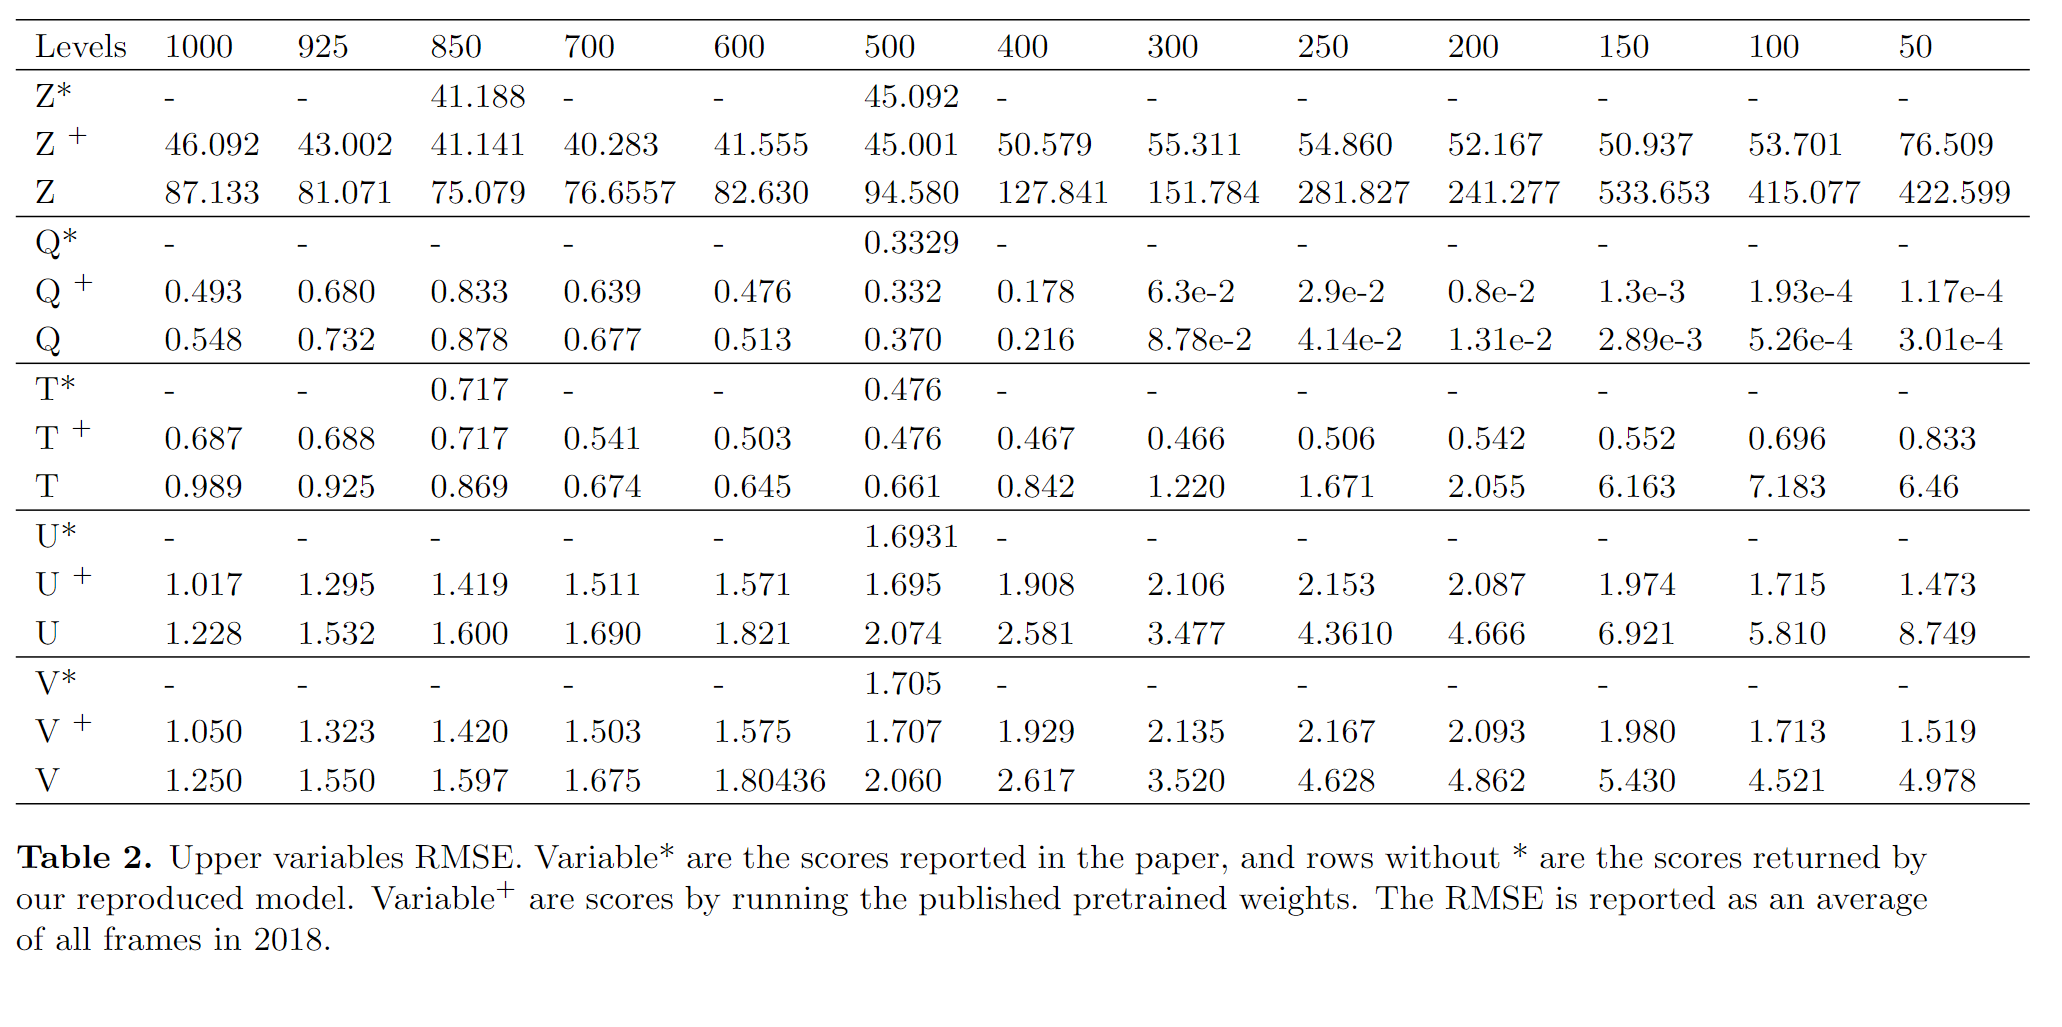 Levels 1000 925 850 700 600 500 400 300 250 200 150 100 50
Z* - - 41.188 - - 45.092 - - - - - - -
Z + 46.092 43.002 41.141 40.283 41.555 45.001 50.579 55.311 54.860 52.167 50.937 53.701 76.509
Z 87.133 81.071 75.079 76.6557 82.630 94.580 127.841 151.784 281.827 241.277 533.653 415.077 422.599
Q* - - - - - 0.3329 - - - - - - -
Q + 0.493 0.680 0.833 0.639 0.476 0.332 0.178 6.3e-2 2.9e-2 0.8e-2 1.3e-3 1.93e-4 1.17e-4
Q 0.548 0.732 0.878 0.677 0.513 0.370 0.216 8.78e-2 4.14e-2 1.31e-2 2.89e-3 5.26e-4 3.01e-4
T* - - 0.717 - - 0.476 - - - - - - -
T + 0.687 0.688 0.717 0.541 0.503 0.476 0.467 0.466 0.506 0.542 0.552 0.696 0.833
T 0.989 0.925 0.869 0.674 0.645 0.661 0.842 1.220 1.671 2.055 6.163 7.183 6.46
U* - - - - - 1.6931 - - - - - - -
U + 1.017 1.295 1.419 1.511 1.571 1.695 1.908 2.106 2.153 2.087 1.974 1.715 1.473
U 1.228 1.532 1.600 1.690 1.821 2.074 2.581 3.477 4.3610 4.666 6.921 5.810 8.749
V* - - - - - 1.705 - - - - - - -
V + 1.050 1.323 1.420 1.503 1.575 1.707 1.929 2.135 2.167 2.093 1.980 1.713 1.519
V 1.250 1.550 1.597 1.675 1.80436 2.060 2.617 3.520 4.628 4.862 5.430 4.521 4.978
Table 2. Upper variables RMSE. Variable* are the scores reported in the paper, and rows without * are the scores returned by
our reproduced model. Variable+ are scores by running the published pretrained weights. The RMSE is reported as an average
of all frames in 2018.